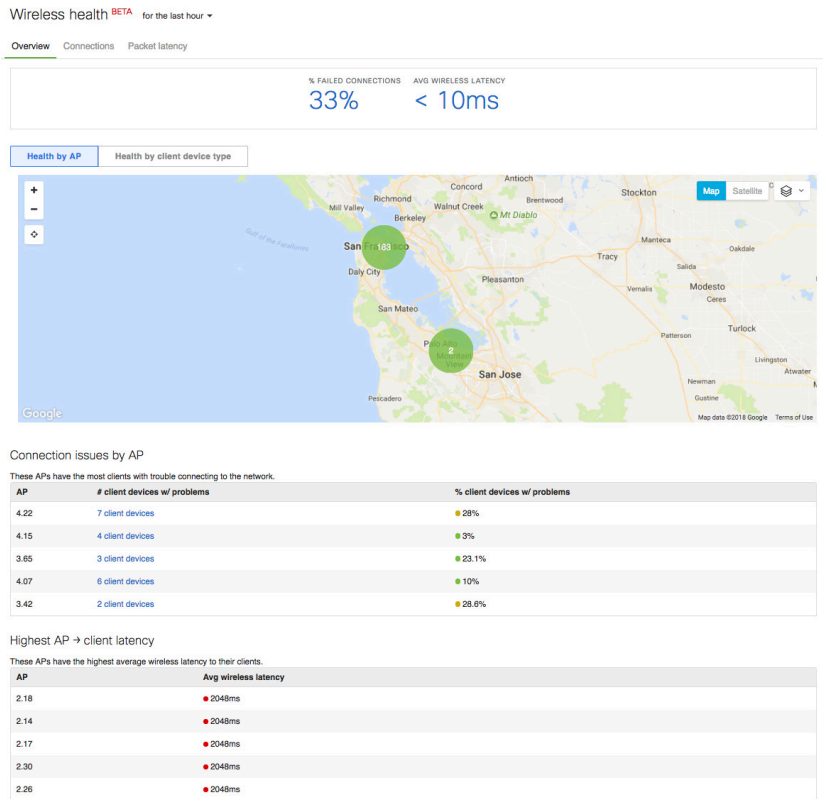 Wireless health BETA for the last hour
Overview Connections Packet latency
% FAILED CONNECTIONS AVG WIRELESS LATENCY
33% < 10ms
Health by AP Health by client device type
+
−
Map Satellite
Antioch
Concord
Stockton
Richmond
Brentwood
Mill Valley
Walnut Creek
Berkeley
Mt Diablo
Gulf of the Farallones
San Francisco
183
Manteca
Oakdale
Tracy
Salida
Daly City
Pleasanton
Modesto
Vernalis
Ceres
San Mateo
Turlock
Patterson
Palo Alto
2
Mountain
View
Livingston
San Jose
Atwater
Newman
Pescadero
Gustine
Google
Map data ©2018 Google Terms of Use
Connection issues by AP
These APs have the most clients with trouble connecting to the network.
AP # client devices w/ problems % client devices w/ problems
4.22 7 client devices 28%
4.15 4 client devices 3%
3.65 3 client devices 23.1%
4.07 6 client devices 10%
3.42 2 client devices 28.6%
Highest AP → client latency
These APs have the highest average wireless latency to their clients.
AP Avg wireless latency
2.18 2048ms
2.14 2048ms
2.17 2048ms
2.30 2048ms
2.26 2048ms